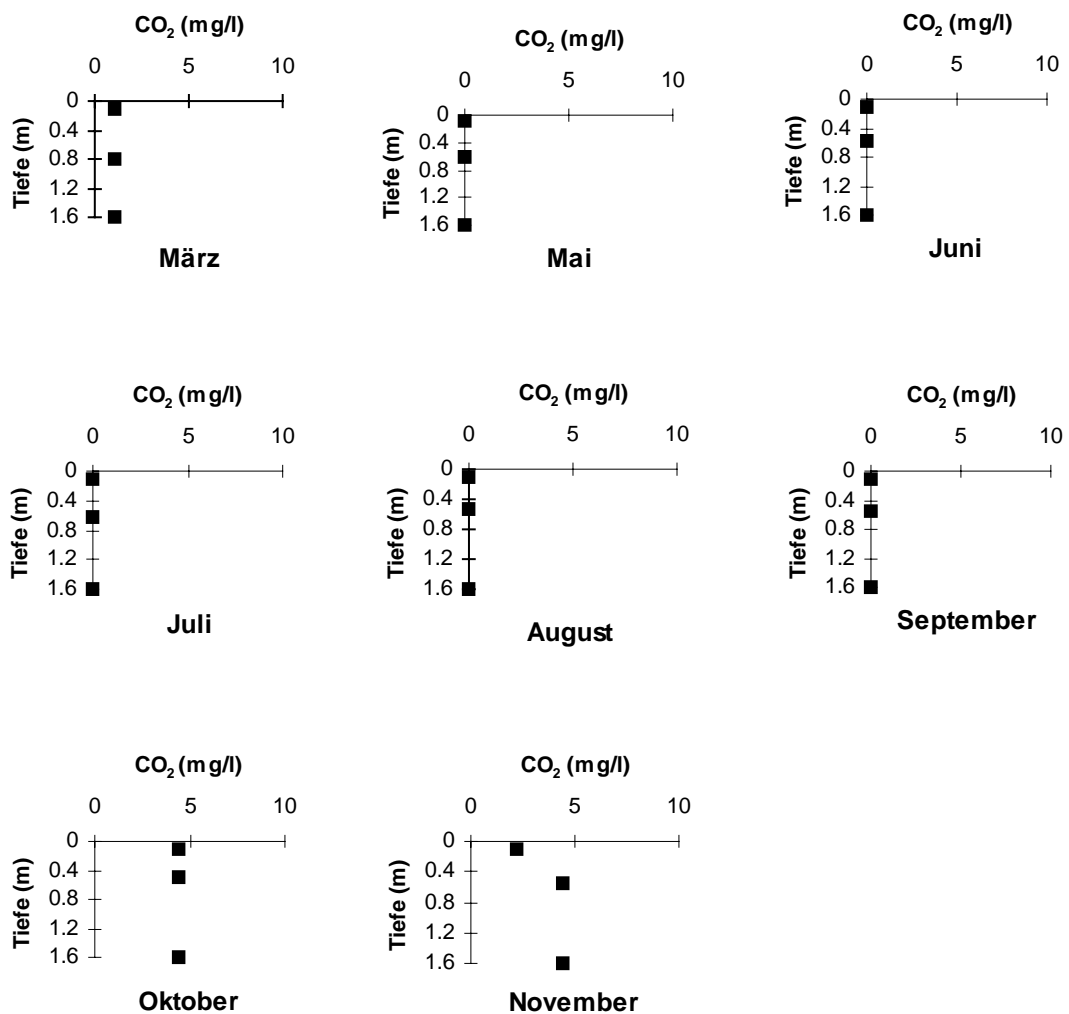 CO₂ (mg/l)
0 5 10
0
0.4
0.8
1.2
1.6
Tiefe (m)
März
CO₂ (mg/l)
0 5 10
0
0.4
0.8
1.2
1.6
Tiefe (m)
Mai
CO₂ (mg/l)
0 5 10
0
0.4
0.8
1.2
1.6
Tiefe (m)
Juni
CO₂ (mg/l)
0 5 10
0
0.4
0.8
1.2
1.6
Tiefe (m)
Juli
CO₂ (mg/l)
0 5 10
0
0.4
0.8
1.2
1.6
Tiefe (m)
August
CO₂ (mg/l)
0 5 10
0
0.4
0.8
1.2
1.6
Tiefe (m)
September
CO₂ (mg/l)
0 5 10
0
0.4
0.8
1.2
1.6
Tiefe (m)
Oktober
CO₂ (mg/l)
0 5 10
0
0.4
0.8
1.2
1.6
Tiefe (m)
November